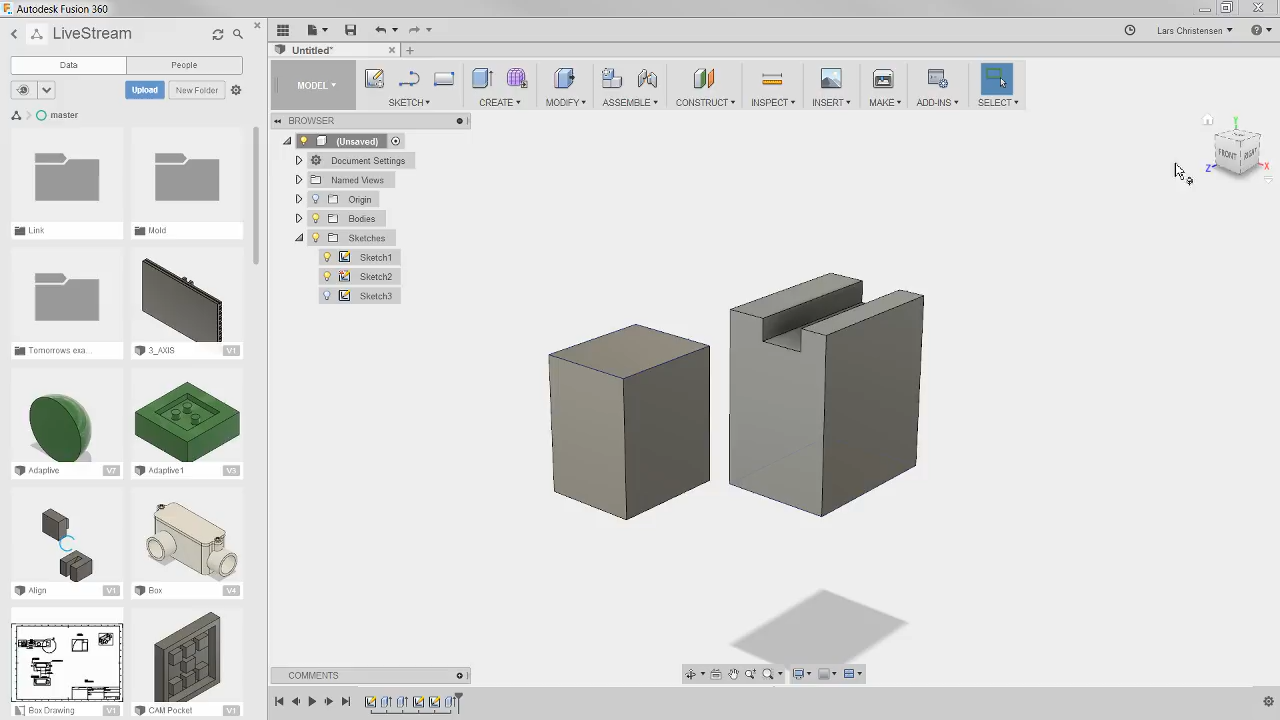 Autodesk Fusion 360
LiveStream
Data
People
Upload
New Folder
master
Link
Mold
Tomorrows exa...
3_AXIS
V1
Adaptive
V7
Adaptive1
V3
Align
V1
Box
V4
Box Drawing
V1
CAM Pocket
V1
Lars Christensen
Untitled*
MODEL
SKETCH
CREATE
MODIFY
ASSEMBLE
CONSTRUCT
INSPECT
INSERT
MAKE
ADD-INS
SELECT
BROWSER
(Unsaved)
Document Settings
Named Views
Origin
Bodies
Sketches
Sketch1
Sketch2
Sketch3
Y
FRONT
RIGHT
Z
X
COMMENTS